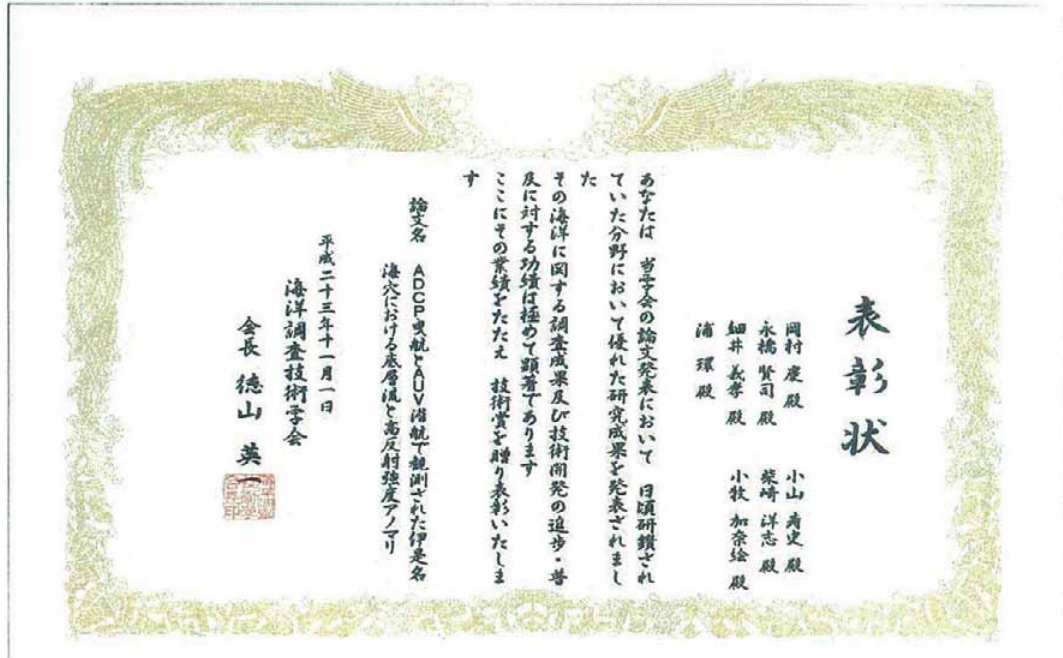 表彰状
岡村 慶 殿 小山 寿史 殿
永橋 賢司 殿 柴崎 洋志 殿
細井 義孝 殿 小牧 加奈絵 殿
浦 環 殿
あなたは 当学会の論文発表において 日頃研鑽され
ていた分野において優れた研究成果を発表されまし
た
その海洋に関する調査成果及び技術開発の進歩・普
及に対する功績は極めて顕著であります
ここにその業績をたたえ 技術賞を贈り表彰いたしま
す
論文名 ADCP曳航とAUV潜航で観測された伊是名
海穴における底層流と高反射強度アノマリ
平成二十三年十一月一日
海洋調査技術学会
会長 徳山 英一